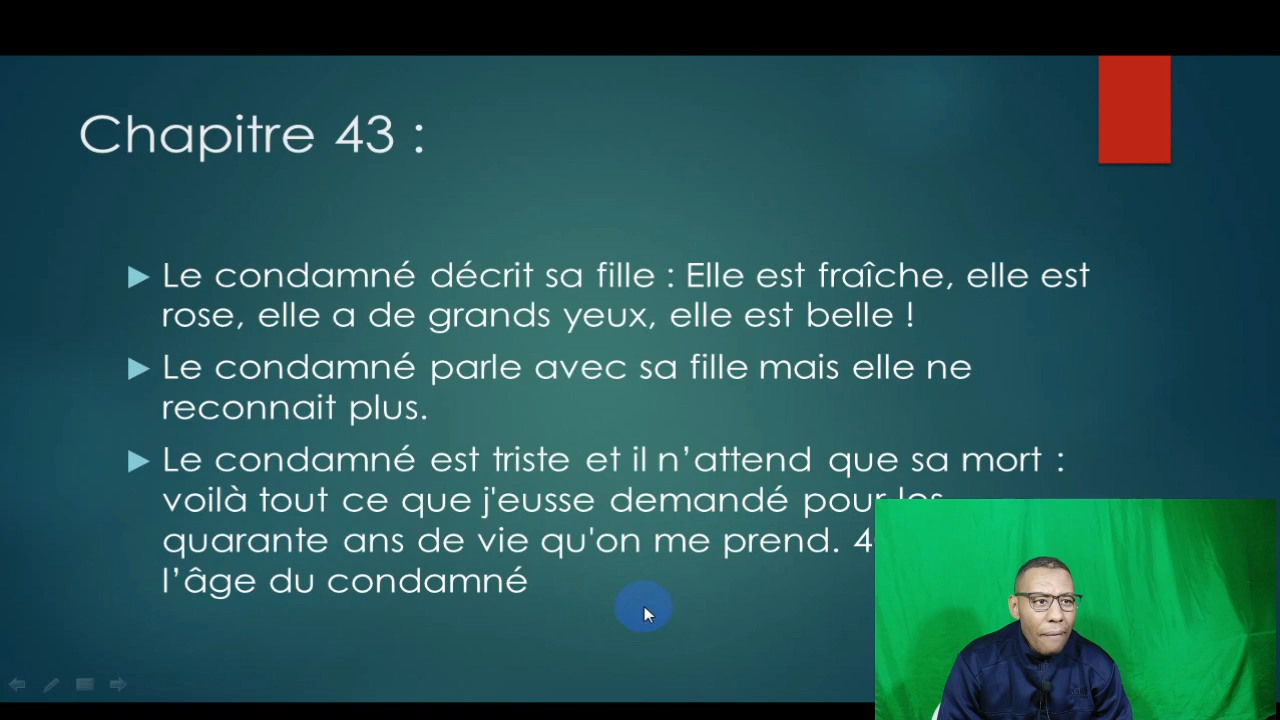 Chapitre 43 :
Le condamné décrit sa fille : Elle est fraîche, elle est
rose, elle a de grands yeux, elle est belle !
Le condamné parle avec sa fille mais elle ne
reconnait plus.
Le condamné est triste et il n’attend que sa mort :
voilà tout ce que j'eusse demandé pour les
quarante ans de vie qu'on me prend. 4
l’âge du condamné